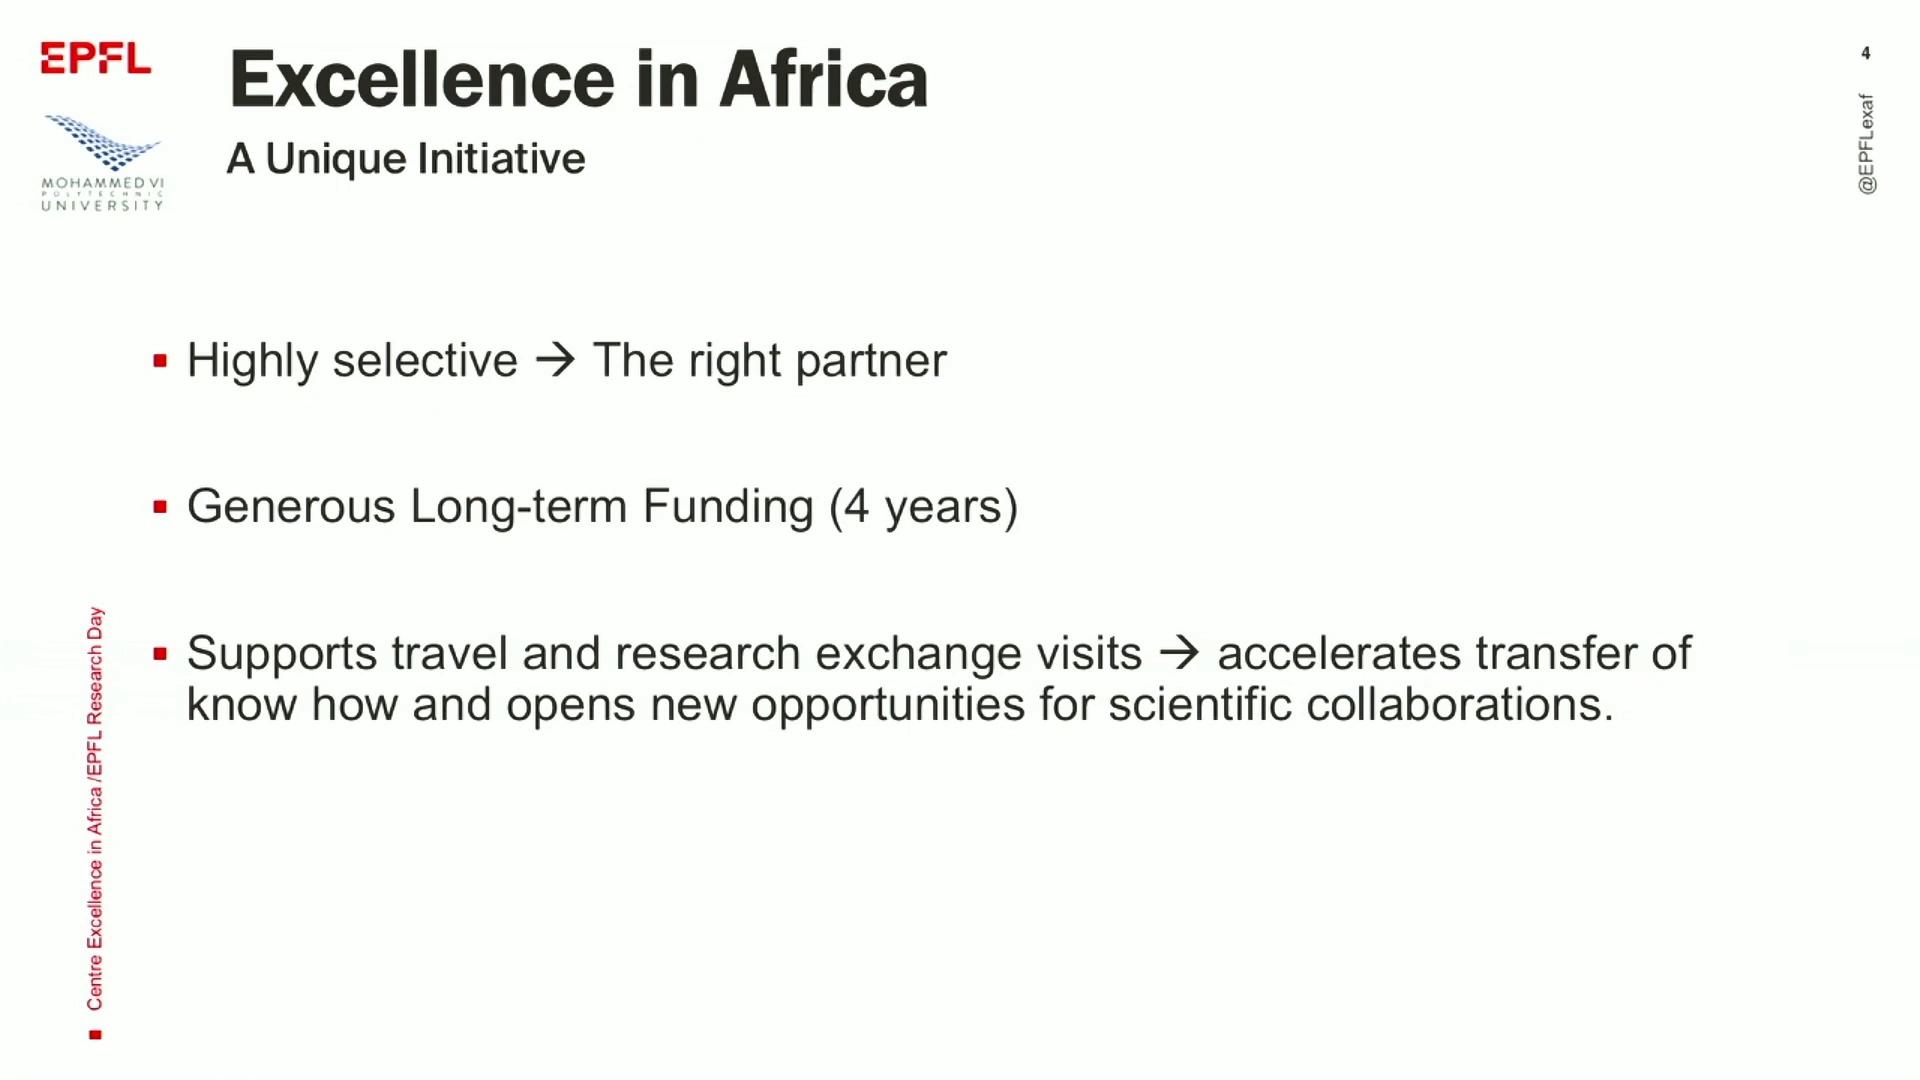 EPFL
MOHAMMED VI
POLYTECHNIC
UNIVERSITY
Excellence in Africa
A Unique Initiative
4
@EPFLexaf
Highly selective → The right partner
Generous Long-term Funding (4 years)
Supports travel and research exchange visits → accelerates transfer of
know how and opens new opportunities for scientific collaborations.
Centre Excellence in Africa /EPFL Research Day